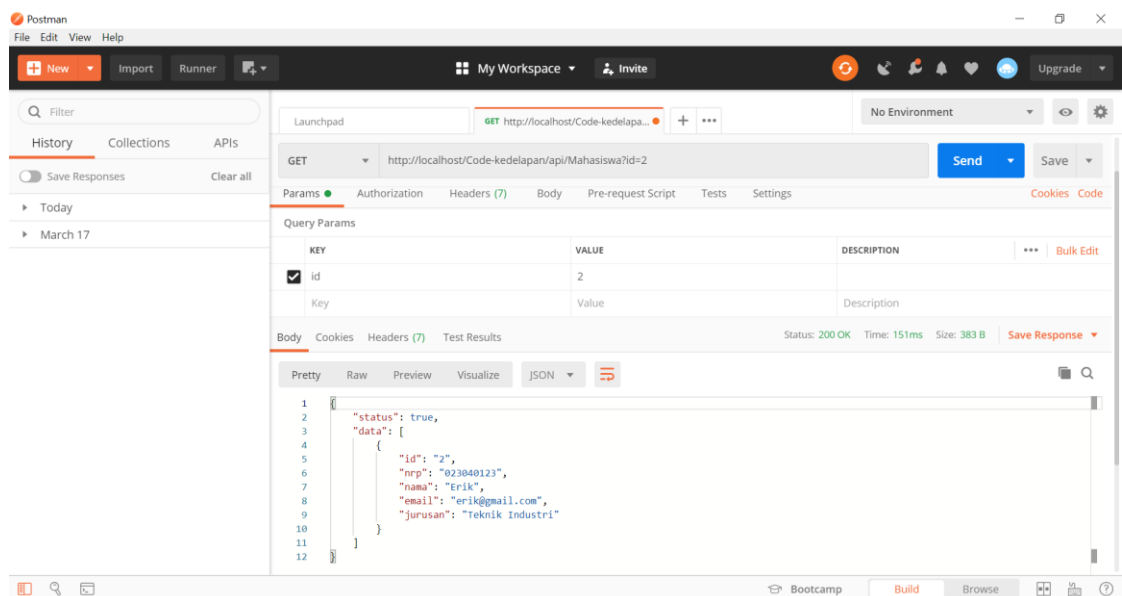 Postman
File Edit View Help
New Import Runner My Workspace Invite Upgrade
Filter
History Collections APIs
Save Responses Clear all
Today
March 17
Launchpad GET http://localhost/Code-kedelapa... No Environment
GET http://localhost/Code-kedelapan/api/Mahasiswa?id=2 Send Save
Params Authorization Headers (7) Body Pre-request Script Tests Settings Cookies Code
Query Params
KEY VALUE DESCRIPTION ••• Bulk Edit
id 2
Key Value Description
Body Cookies Headers (7) Test Results Status: 200 OK Time: 151ms Size: 383 B Save Response
Pretty Raw Preview Visualize JSON
1 {
2 "status": true,
3 "data": [
4 {
5 "id": "2",
6 "nrp": "023040123",
7 "nama": "Erik",
8 "email": "erik@gmail.com",
9 "jurusan": "Teknik Industri"
10 }
11 ]
12 }
Bootcamp Build Browse